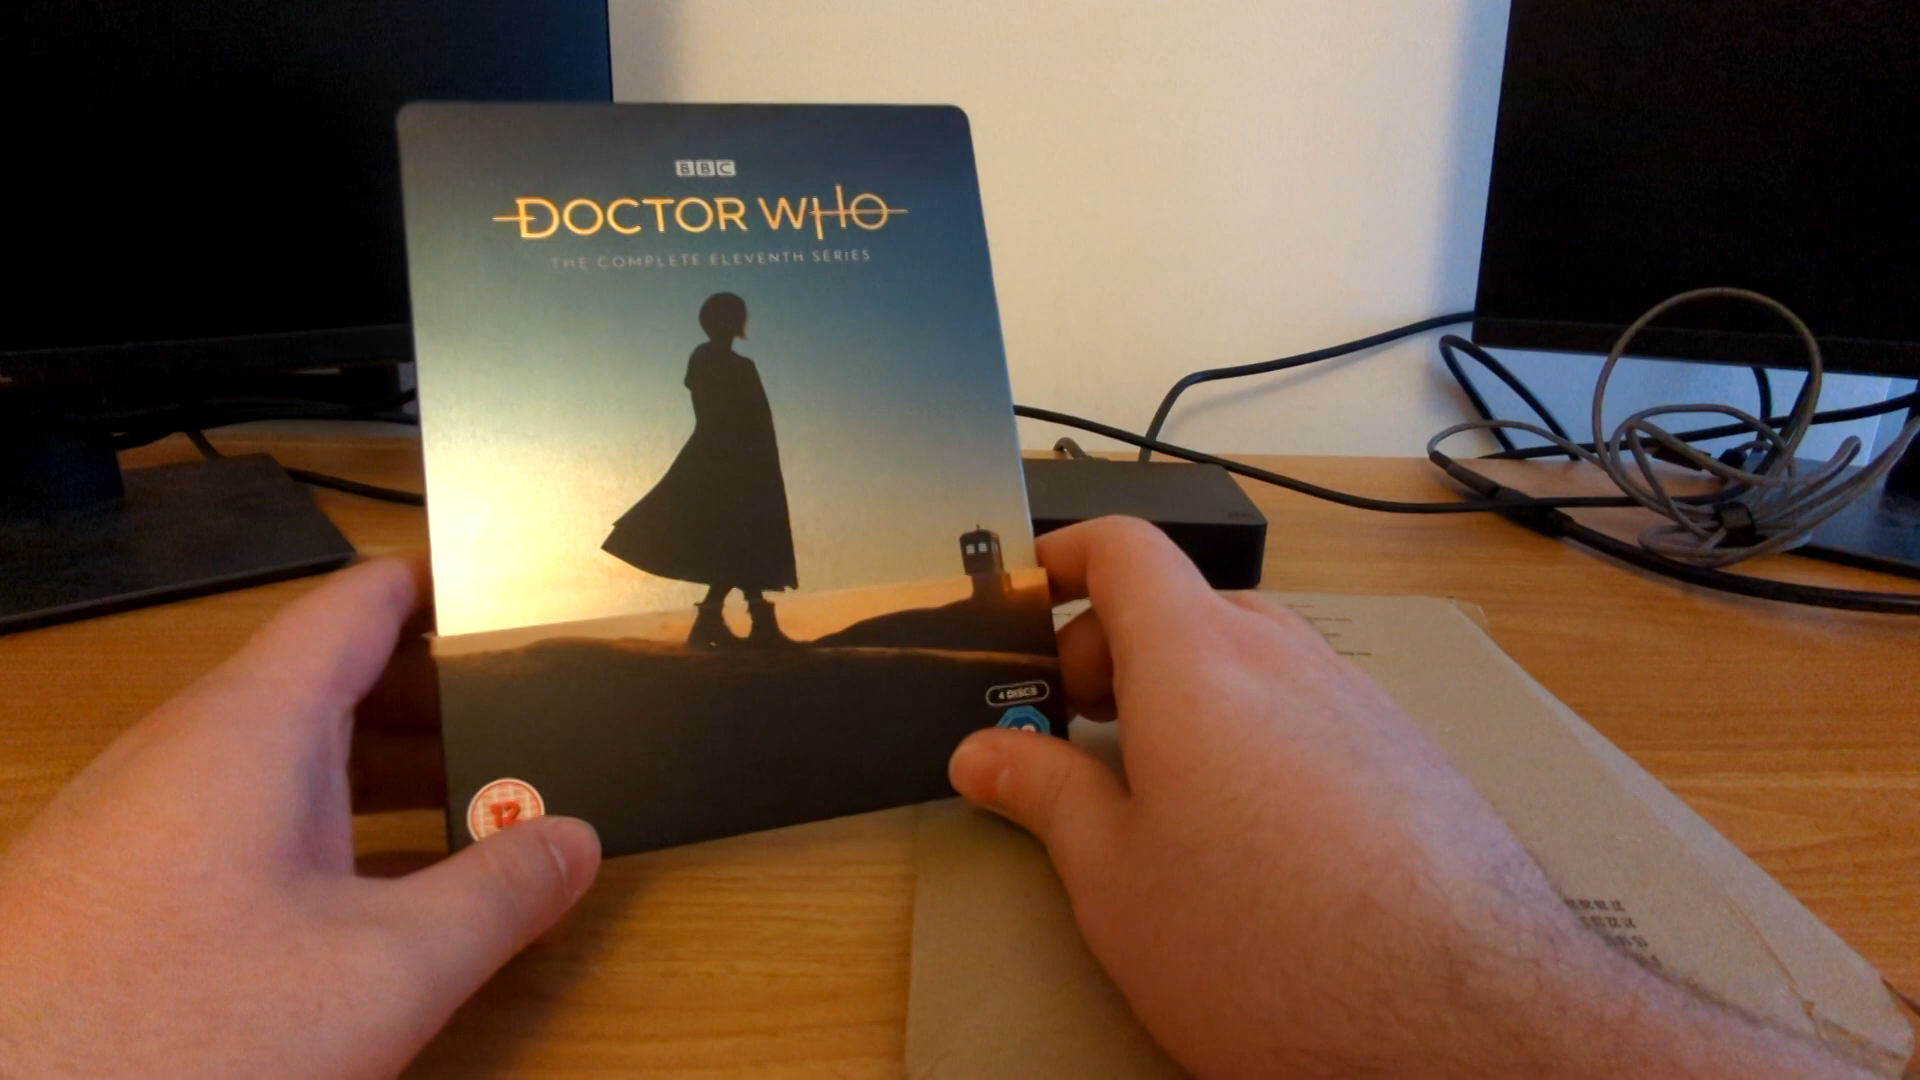 BBC
DOCTOR WHO
THE COMPLETE ELEVENTH SERIES
4 DISCS
12